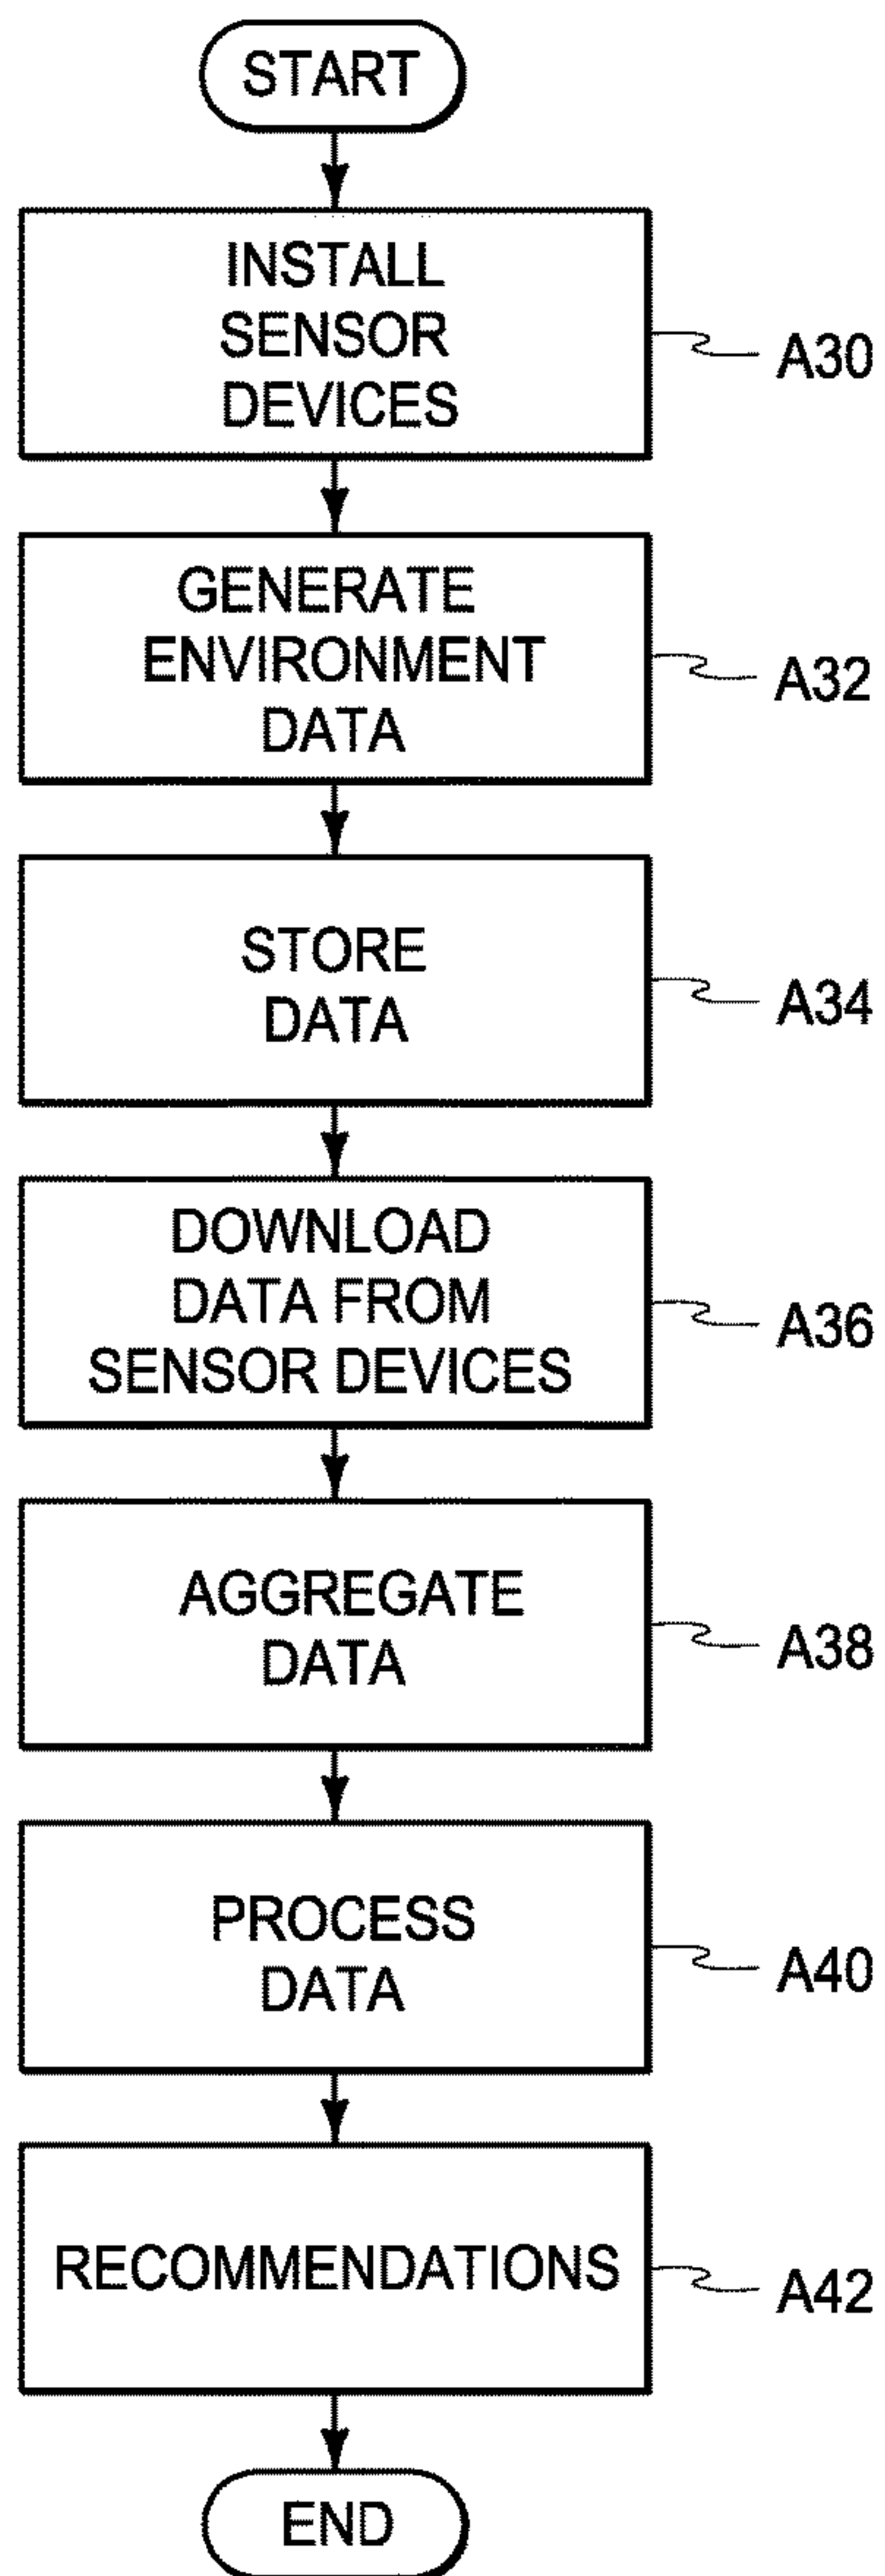 START
INSTALL
SENSOR
DEVICES
A30
GENERATE
ENVIRONMENT
DATA
A32
STORE
DATA
A34
DOWNLOAD
DATA FROM
SENSOR DEVICES
A36
AGGREGATE
DATA
A38
PROCESS
DATA
A40
RECOMMENDATIONS
A42
END